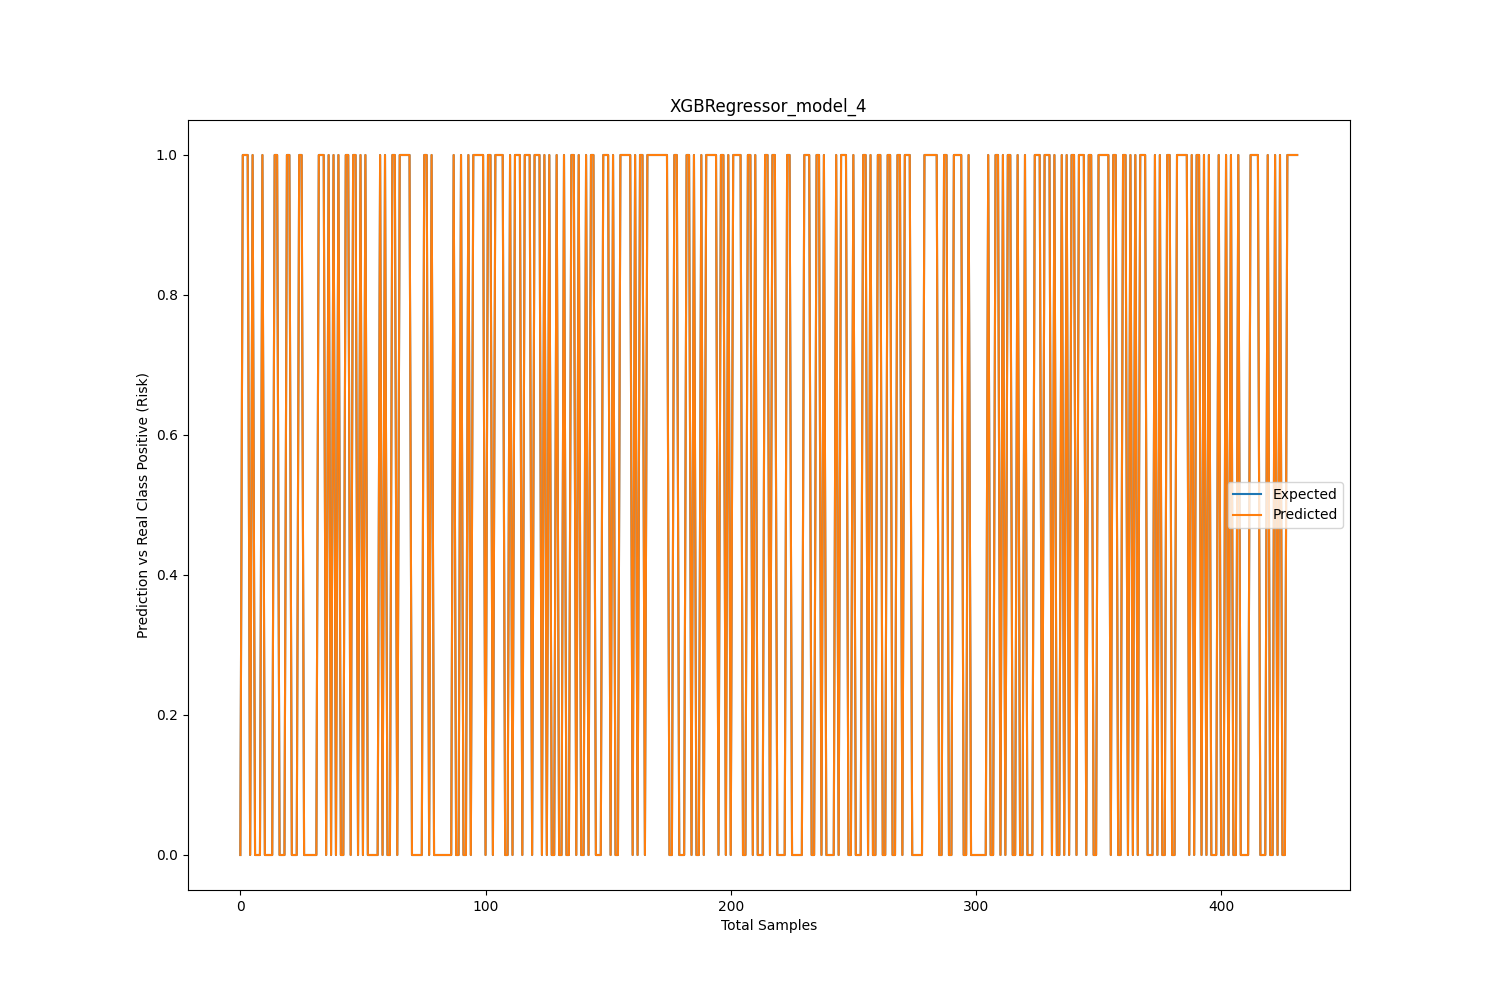 XGBRegressor_model_4
1.0
0.8
0.6
0.4
0.2
0.0
Prediction vs Real Class Positive (Risk)
Expected
Predicted
0 100 200 300 400
Total Samples